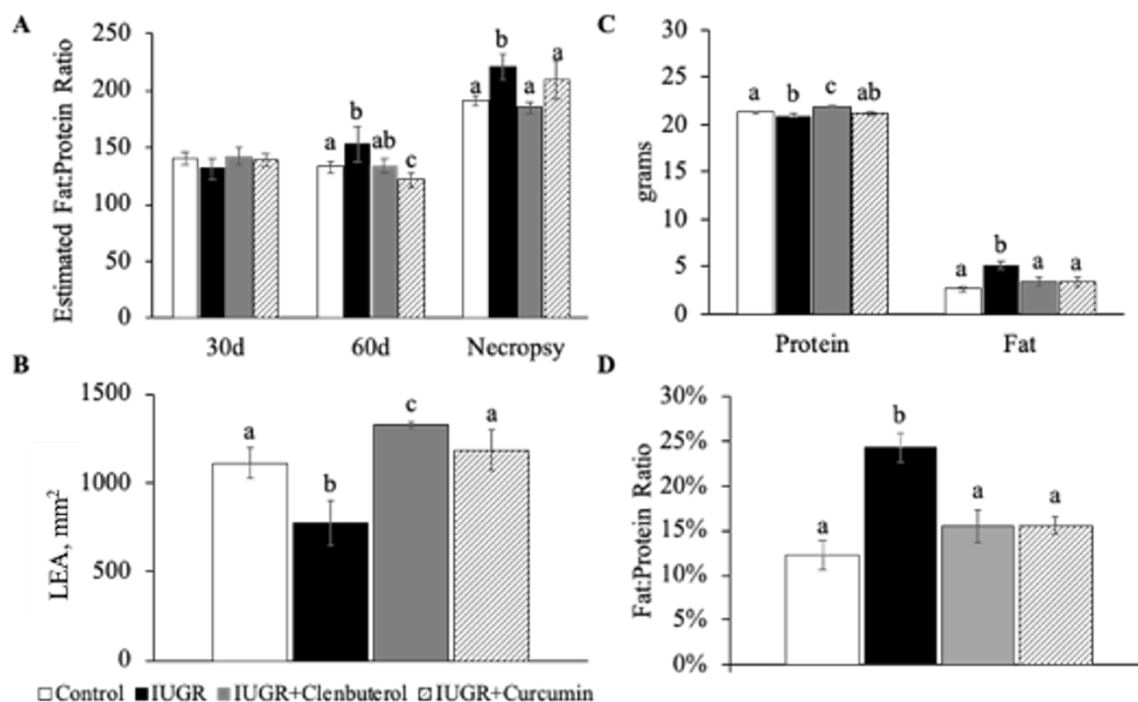 A
Estimated Fat:Protein Ratio
250
200
150
100
50
0
a b ab c
a b a a
30d 60d Necropsy
C
grams
30
25
20
15
10
5
0
a b c ab
a b a a
Protein Fat
B
LEA, mm²
1500
1000
500
0
a b c a
D
Fat:Protein Ratio
30%
25%
20%
15%
10%
5%
0%
a b a a
Control IUGR IUGR+Clenbuterol IUGR+Curcumin